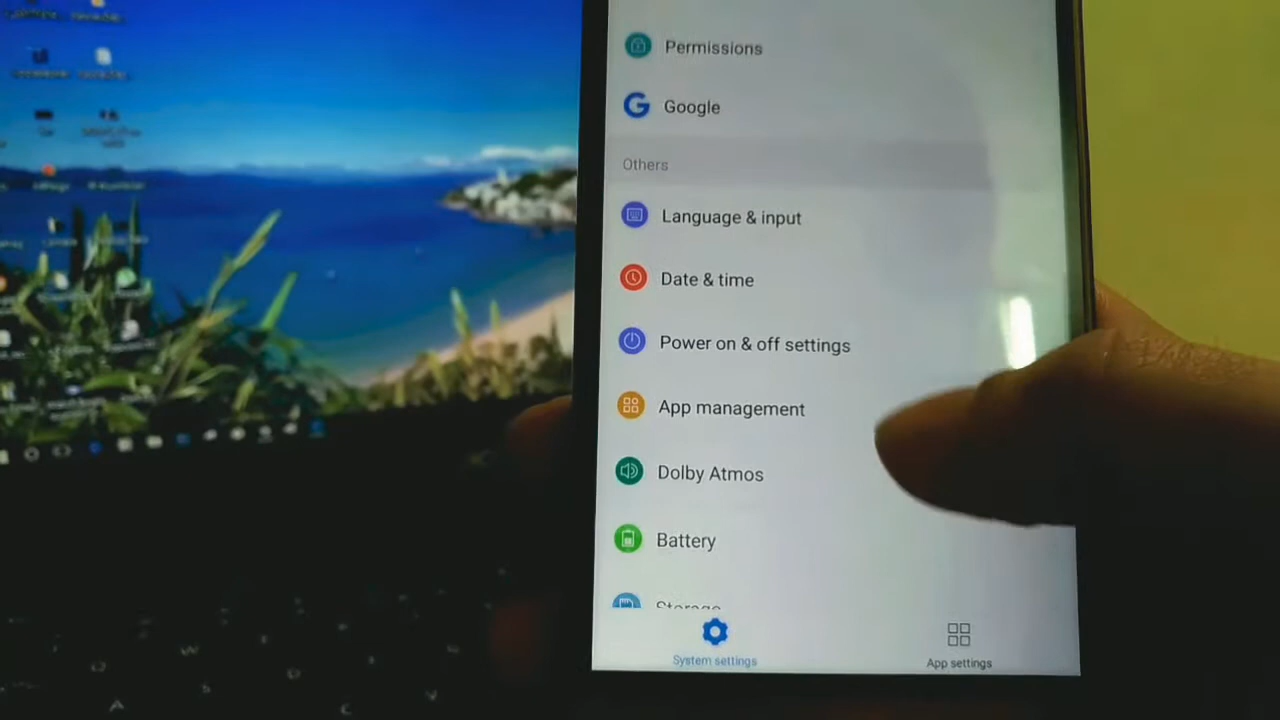 Permissions
Google
Others
Language & input
Date & time
Power on & off settings
App management
Dolby Atmos
Battery
Storage
System settings
App settings